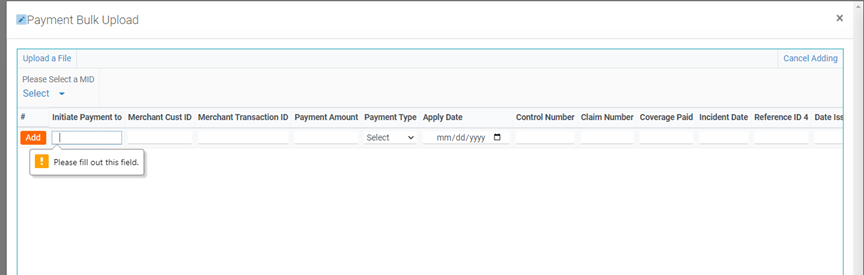 Payment Bulk Upload
×
Upload a File
Cancel Adding
Please Select a MID
Select
# Initiate Payment to Merchant Cust ID Merchant Transaction ID Payment Amount Payment Type Apply Date Control Number Claim Number Coverage Paid Incident Date Reference ID 4 Date Iss
Add Select mm/dd/yyyy
! Please fill out this field.